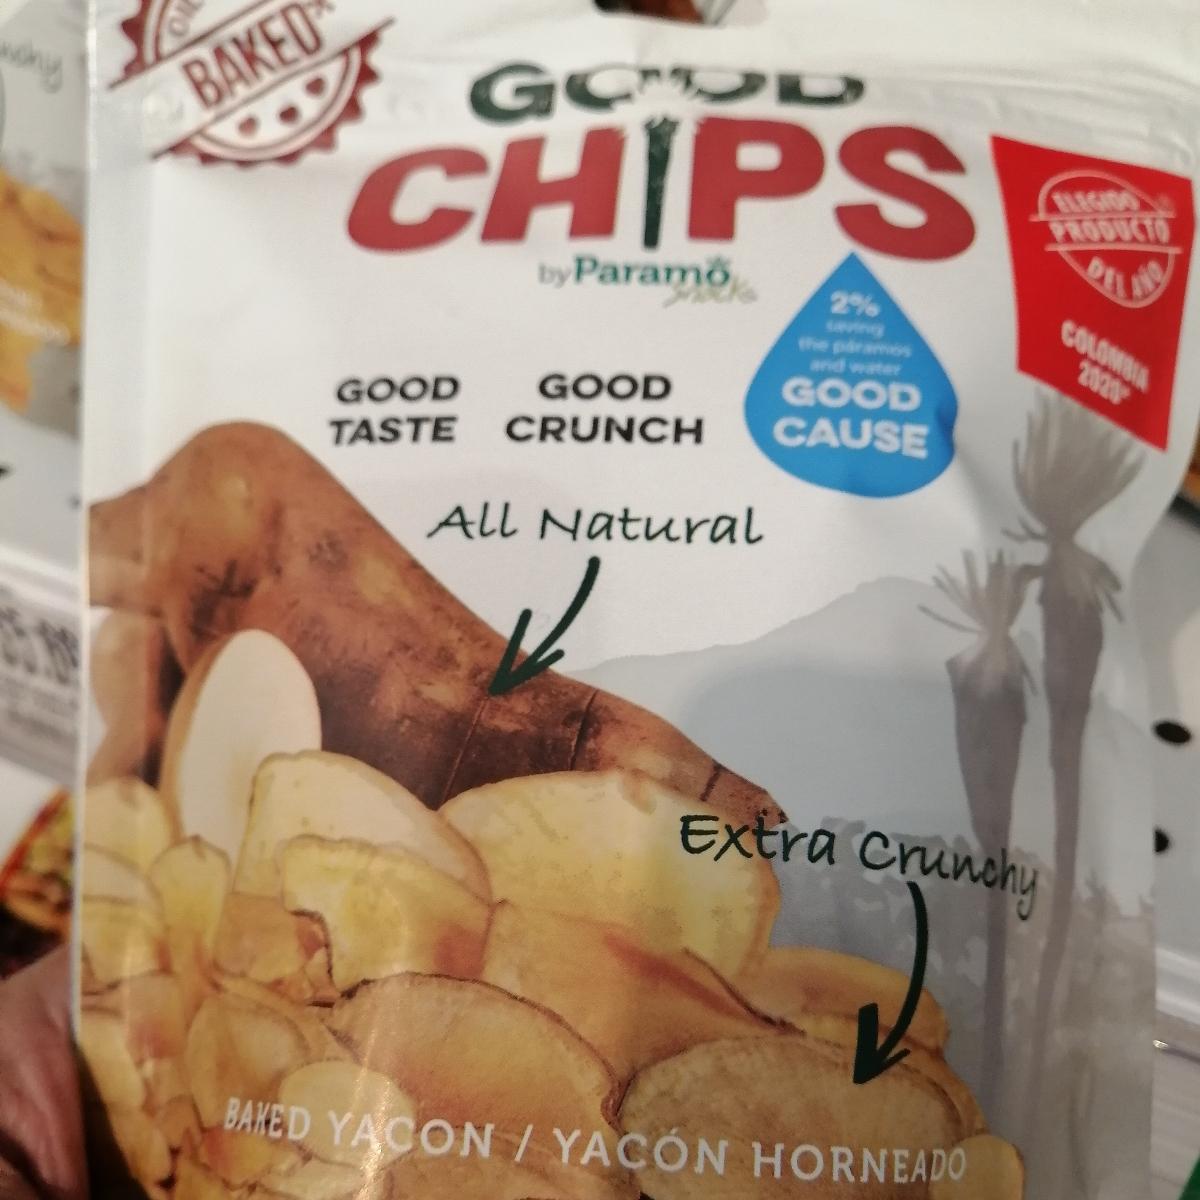 BAKED
GOOD
CHIPS
by Paramo
Snacks
ELEGIDO
PRODUCTO
DEL AÑO
COLOMBIA
2020
2%
saving
the páramos
and water
GOOD
CAUSE
GOOD
TASTE
GOOD
CRUNCH
All Natural
Extra Crunchy
BAKED YACON / YACÓN HORNEADO